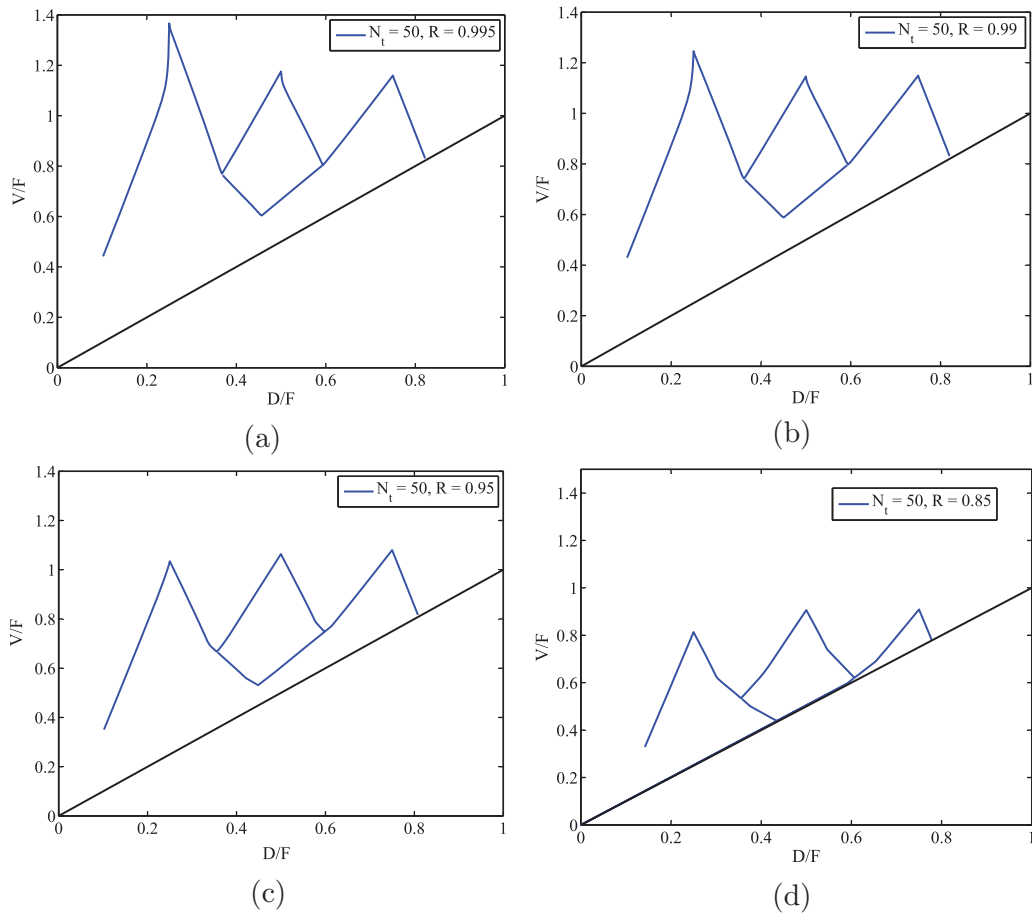 1.4
1.2
1
0.8
0.6
0.4
0.2
0
V/F
N_t = 50, R = 0.995
0 0.2 0.4 0.6 0.8 1
D/F
(a)
1.4
1.2
1
0.8
0.6
0.4
0.2
0
V/F
N_t = 50, R = 0.99
0 0.2 0.4 0.6 0.8 1
D/F
(b)
1.4
1.2
1
0.8
0.6
0.4
0.2
0
V/F
N_t = 50, R = 0.95
0 0.2 0.4 0.6 0.8 1
D/F
(c)
1.4
1.2
1
0.8
0.6
0.4
0.2
0
V/F
N_t = 50, R = 0.85
0 0.2 0.4 0.6 0.8 1
D/F
(d)